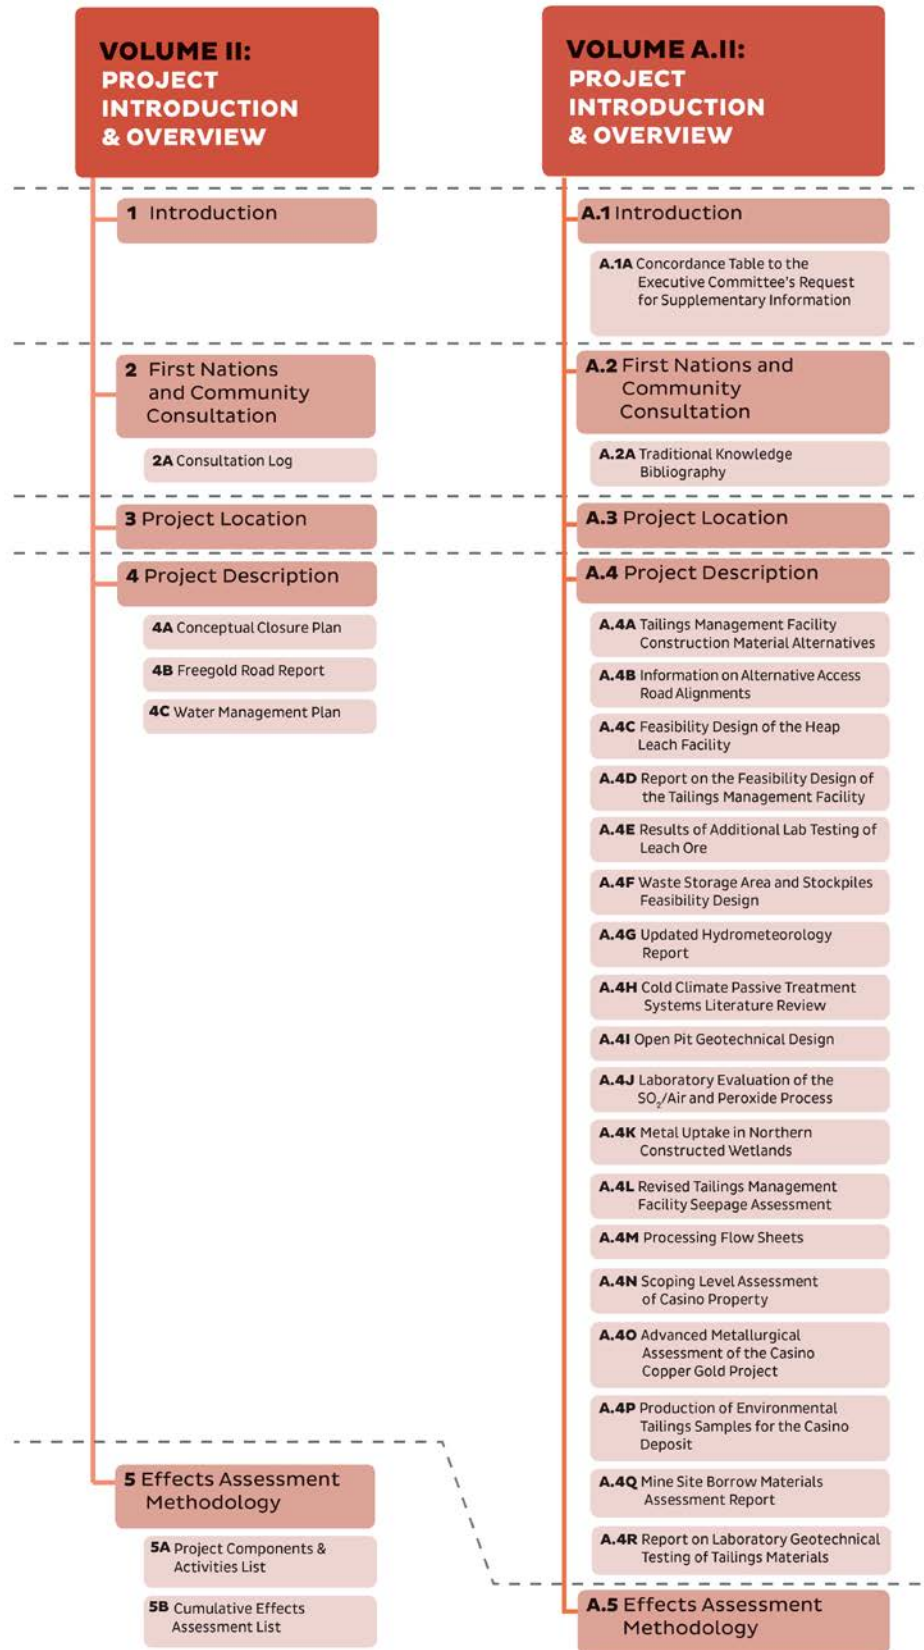 VOLUME II:
PROJECT
INTRODUCTION
& OVERVIEW
1 Introduction
2 First Nations
and Community
Consultation
2A Consultation Log
3 Project Location
4 Project Description
4A Conceptual Closure Plan
4B Freegold Road Report
4C Water Management Plan
5 Effects Assessment
Methodology
5A Project Components &
Activities List
5B Cumulative Effects
Assessment List
VOLUME A.II:
PROJECT
INTRODUCTION
& OVERVIEW
A.1 Introduction
A.1A Concordance Table to the
Executive Committee's Request
for Supplementary Information
A.2 First Nations and
Community
Consultation
A.2A Traditional Knowledge
Bibliography
A.3 Project Location
A.4 Project Description
A.4A Tailings Management Facility
Construction Material Alternatives
A.4B Information on Alternative Access
Road Alignments
A.4C Feasibility Design of the Heap
Leach Facility
A.4D Report on the Feasibility Design of
the Tailings Management Facility
A.4E Results of Additional Lab Testing of
Leach Ore
A.4F Waste Storage Area and Stockpiles
Feasibility Design
A.4G Updated Hydrometeorology
Report
A.4H Cold Climate Passive Treatment
Systems Literature Review
A.4I Open Pit Geotechnical Design
A.4J Laboratory Evaluation of the
SO₂/Air and Peroxide Process
A.4K Metal Uptake in Northern
Constructed Wetlands
A.4L Revised Tailings Management
Facility Seepage Assessment
A.4M Processing Flow Sheets
A.4N Scoping Level Assessment
of Casino Property
A.4O Advanced Metallurgical
Assessment of the Casino
Copper Gold Project
A.4P Production of Environmental
Tailings Samples for the Casino
Deposit
A.4Q Mine Site Borrow Materials
Assessment Report
A.4R Report on Laboratory Geotechnical
Testing of Tailings Materials
A.5 Effects Assessment
Methodology